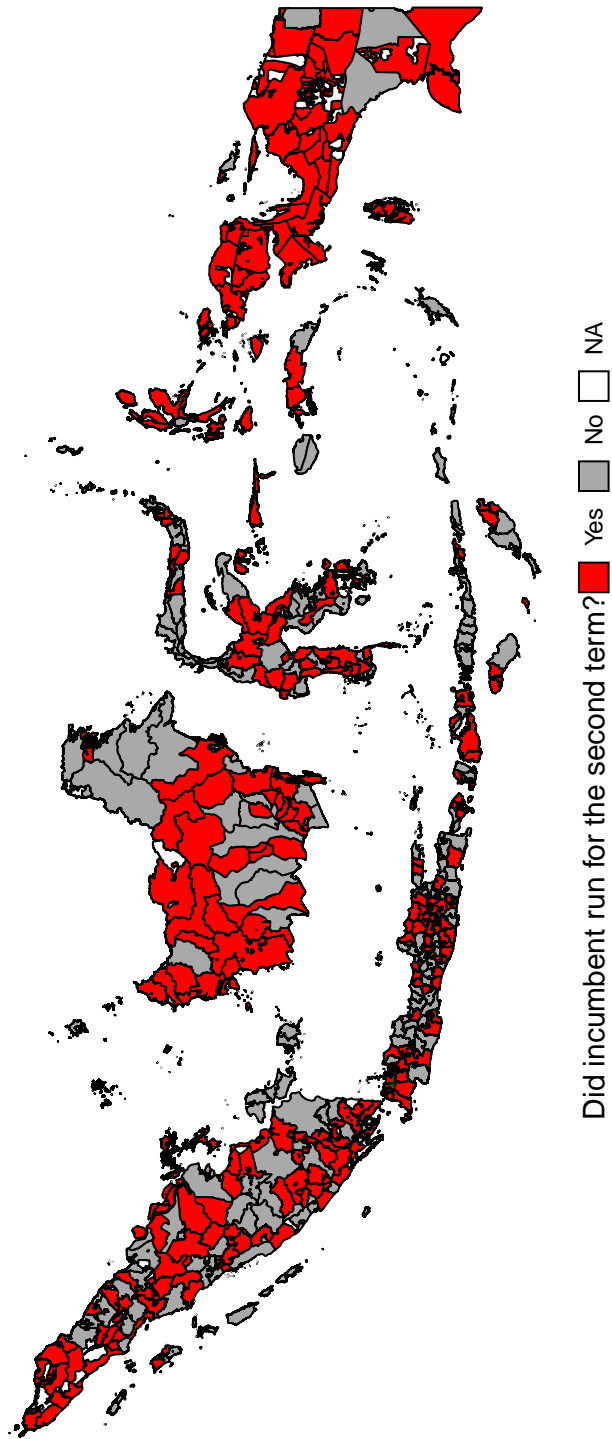 Did incumbent run for the second term? Yes No NA